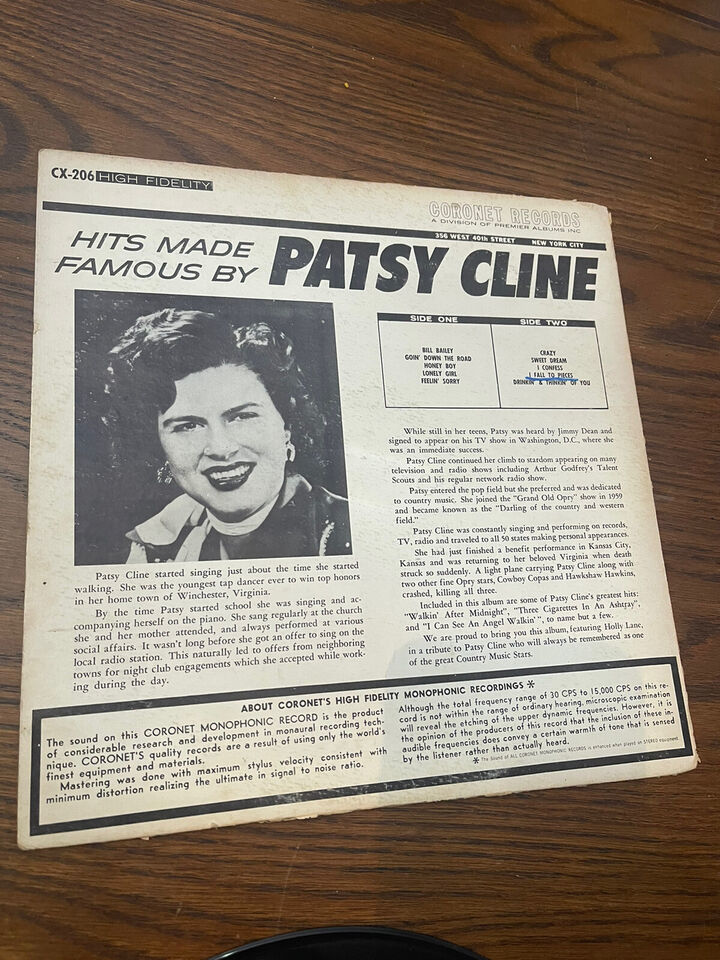 CX-206 HIGH FIDELITY
CORONET RECORDS
A DIVISION OF PREMIER ALBUMS INC
356 WEST 40th STREET NEW YORK CITY
HITS MADE
FAMOUS BY PATSY CLINE
SIDE ONE
BILL BAILEY
GOIN' DOWN THE ROAD
HONEY BOY
LONELY GIRL
FEELIN' SORRY
SIDE TWO
CRAZY
SWEET DREAM
I CONFESS
I FALL TO PIECES
DRINKIN' & THINKIN' OF YOU
Patsy Cline started singing just about the time she started
walking. She was the youngest tap dancer ever to win top honors
in her home town of Winchester, Virginia.
By the time Patsy started school she was singing and ac-
companying herself on the piano. She sang regularly at the church
she and her mother attended, and always performed at various
social affairs. It wasn't long before she got an offer to sing on the
local radio station. This naturally led to offers from neighboring
towns for night club engagements which she accepted while work-
ing during the day.
While still in her teens, Patsy was heard by Jimmy Dean and
signed to appear on his TV show in Washington, D.C., where she
was an immediate success.
Patsy Cline continued her climb to stardom appearing on many
television and radio shows including Arthur Godfrey's Talent
Scouts and his regular network radio show.
Patsy entered the pop field but she preferred and was dedicated
to country music. She joined the "Grand Old Opry" show in 1959
and became known as the "Darling of the country and western
field."
Patsy Cline was constantly singing and performing on records,
TV, radio and traveled to all 50 states making personal appearances.
She had just finished a benefit performance in Kansas City,
Kansas and was returning to her beloved Virginia when death
struck so suddenly. A light plane carrying Patsy Cline along with
two other fine Opry stars, Cowboy Copas and Hawkshaw Hawkins,
crashed, killing all three.
Included in this album are some of Patsy Cline's greatest hits:
"Walkin' After Midnight", "Three Cigarettes In An Ashtray",
and "I Can See An Angel Walkin'", to name but a few.
We are proud to bring you this album, featuring Holly Lane,
in a tribute to Patsy Cline who will always be remembered as one
of the great Country Music Stars.
ABOUT CORONET'S HIGH FIDELITY MONOPHONIC RECORDINGS *
The sound on this CORONET MONOPHONIC RECORD is the product
of considerable research and development in monaural recording tech-
nique. CORONET'S quality records are a result of using only the world's
finest equipment and materials.
Mastering was done with maximum stylus velocity consistent with
minimum distortion realizing the ultimate in signal to noise ratio.
Although the total frequency range of 30 CPS to 15,000 CPS on this re-
cord is not within the range of ordinary hearing, microscopic examination
will reveal the etching of the upper dynamic frequencies. However, it is
the opinion of the producers of this record that the inclusion of these in-
audible frequencies does convey a certain warmth of tone that is sensed
by the listener rather than actually heard.
* The Sound of ALL CORONET MONOPHONIC RECORDS is enhanced when played on STEREO equipment